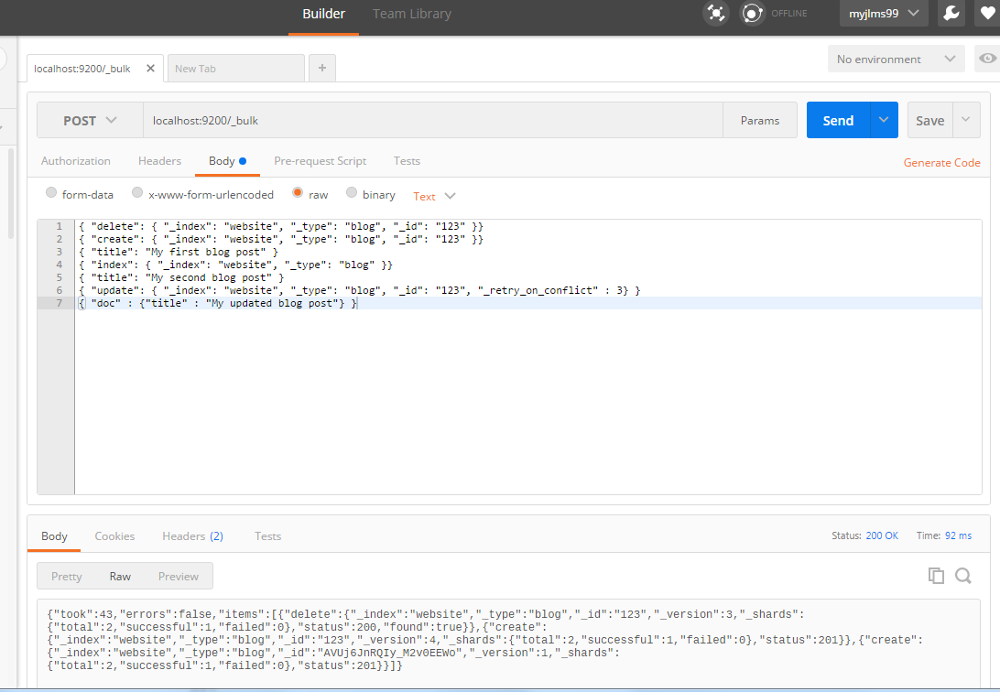 Builder Team Library OFFLINE myjlms99
localhost:9200/_bulk New Tab + No environment
POST localhost:9200/_bulk Params Send Save
Authorization Headers Body Pre-request Script Tests Generate Code
form-data x-www-form-urlencoded raw binary Text
1 { "delete": { "_index": "website", "_type": "blog", "_id": "123" }}
2 { "create": { "_index": "website", "_type": "blog", "_id": "123" }}
3 { "title": "My first blog post" }
4 { "index": { "_index": "website", "_type": "blog" }}
5 { "title": "My second blog post" }
6 { "update": { "_index": "website", "_type": "blog", "_id": "123", "_retry_on_conflict" : 3} }
7 { "doc" : {"title" : "My updated blog post"} }
Body Cookies Headers (2) Tests Status: 200 OK Time: 92 ms
Pretty Raw Preview
{"took":43,"errors":false,"items":[{"delete":{"_index":"website","_type":"blog","_id":"123","_version":3,"_shards":
{"total":2,"successful":1,"failed":0},"status":200,"found":true}},{"create":
{"_index":"website","_type":"blog","_id":"123","_version":4,"_shards":{"total":2,"successful":1,"failed":0},"status":201}},{"create":
{"_index":"website","_type":"blog","_id":"AVUj6JnRQIy_M2v0EEWo","_version":1,"_shards":
{"total":2,"successful":1,"failed":0},"status":201}}]}